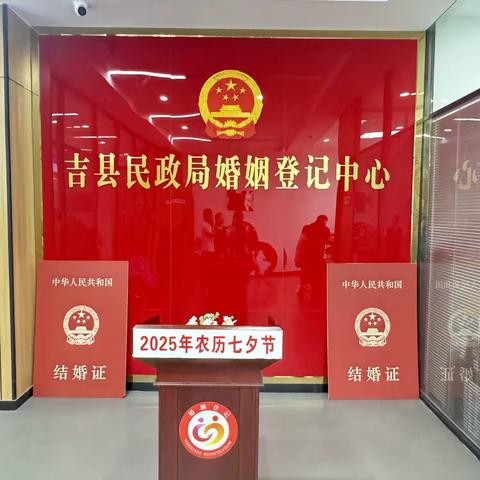 吉县民政局婚姻登记中心
中华人民共和国
结婚证
中华人民共和国
结婚证
2025年农历七夕节
婚姻登记
MARRIAGE REGISTRATION